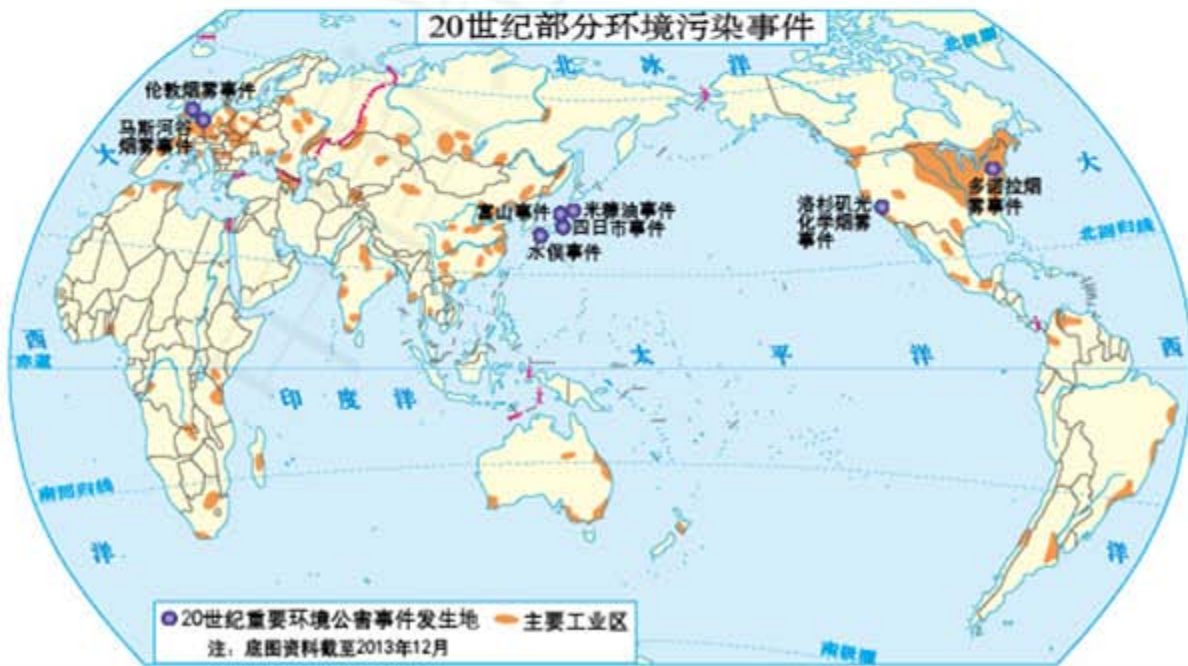 20世纪部分环境污染事件
北极圈
北 冰 洋
伦敦烟雾事件
马斯河谷
烟雾事件
大
大
富山事件
米糠油事件
四日市事件
水俣事件
洛杉矶光
化学烟雾
事件
多诺拉烟
雾事件
北回归线
西
赤道
太 平 洋
西
印 度 洋
南回归线
洋
洋
20世纪重要环境公害事件发生地
主要工业区
注：底图资料截至2013年12月
南极圈